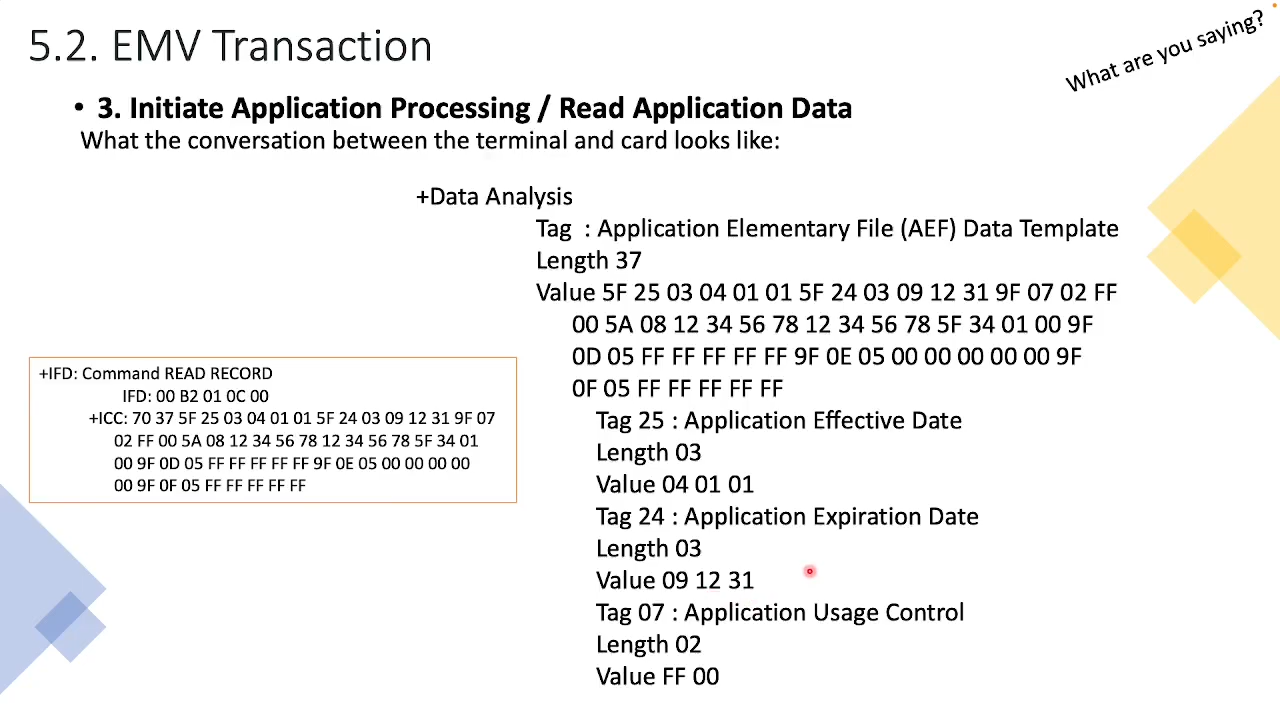 5.2. EMV Transaction
What are you saying?
• 3. Initiate Application Processing / Read Application Data
What the conversation between the terminal and card looks like:
+Data Analysis
Tag : Application Elementary File (AEF) Data Template
Length 37
Value 5F 25 03 04 01 01 5F 24 03 09 12 31 9F 07 02 FF
00 5A 08 12 34 56 78 12 34 56 78 5F 34 01 00 9F
0D 05 FF FF FF FF FF 9F 0E 05 00 00 00 00 00 9F
0F 05 FF FF FF FF FF
Tag 25 : Application Effective Date
Length 03
Value 04 01 01
Tag 24 : Application Expiration Date
Length 03
Value 09 12 31
Tag 07 : Application Usage Control
Length 02
Value FF 00
+IFD: Command READ RECORD
IFD: 00 B2 01 0C 00
+ICC: 70 37 5F 25 03 04 01 01 5F 24 03 09 12 31 9F 07
02 FF 00 5A 08 12 34 56 78 12 34 56 78 5F 34 01
00 9F 0D 05 FF FF FF FF FF 9F 0E 05 00 00 00 00
00 9F 0F 05 FF FF FF FF FF